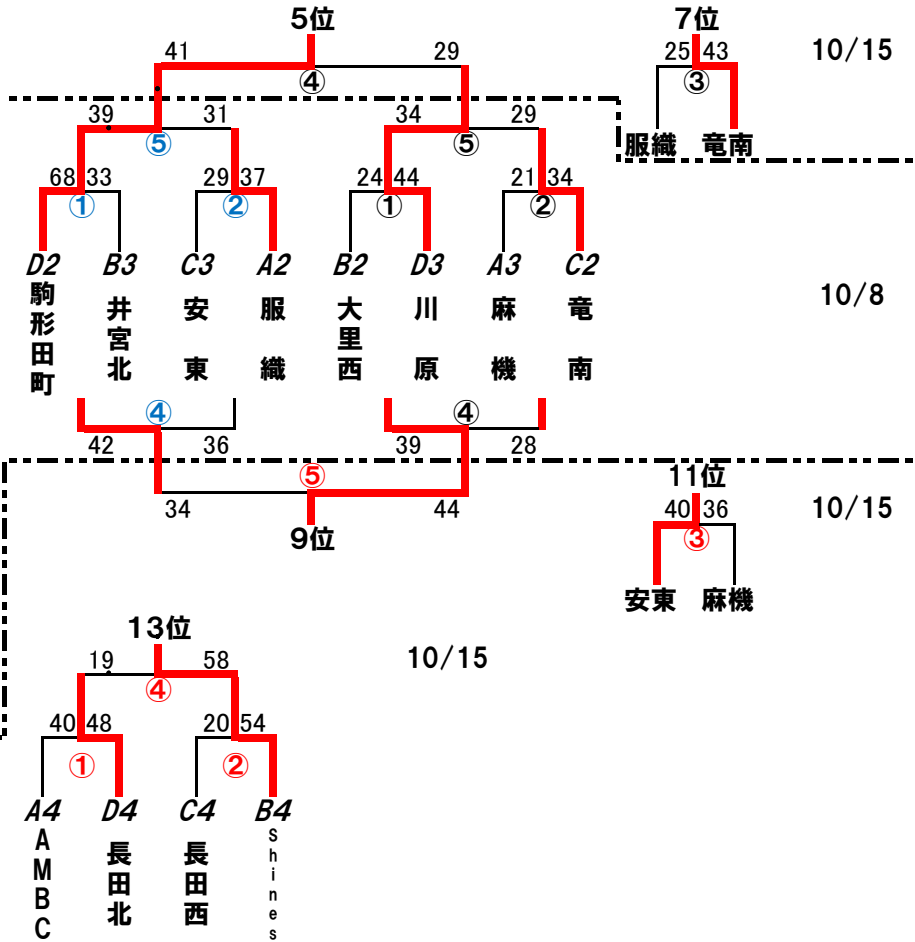 5位 7位
41 29 25 43 10/15
④ ③
39 31 34 29
⑤ ⑤ 服織 竜南
68 33 29 37 24 44 21 34
① ② ① ②
D2 B3 C3 A2 B2 D3 A3 C2
駒形田町 井宮北 安東 服織 大里西 川原 麻機 竜南
10/8
④ ④
42 36 39 28
⑤ 11位
34 44 40 36 10/15
9位 ③
安東 麻機
13位
19 58 10/15
④
40 48 20 54
① ②
A4 D4 C4 B4
AMBC 長田北 長田西 Shines